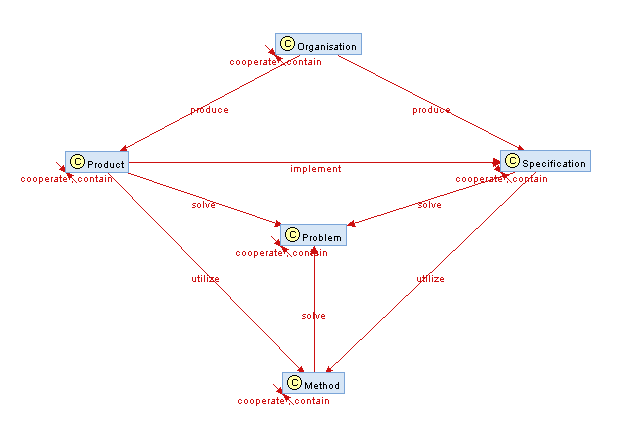 C Organisation
cooperate contain
produce
produce
C Product
C Specification
implement
cooperate contain
cooperate contain
solve
solve
C Problem
cooperate contain
utilize
utilize
solve
C Method
cooperate contain